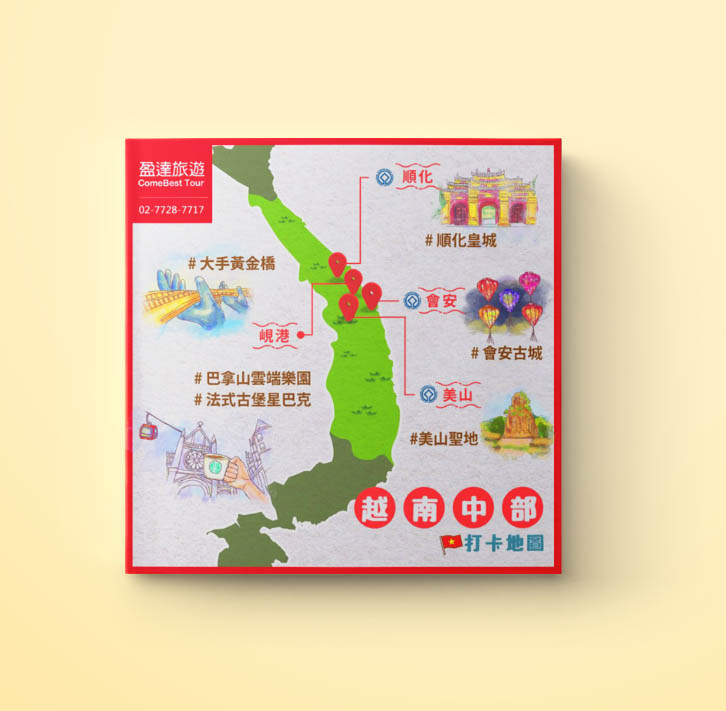 盈達旅遊
ComeBest Tour
02-7728-7717
順化
#順化皇城
#大手黃金橋
會安
峴港
#會安古城
#巴拿山雲端樂園
#法式古堡星巴克
美山
#美山聖地
越南中部
打卡地圖